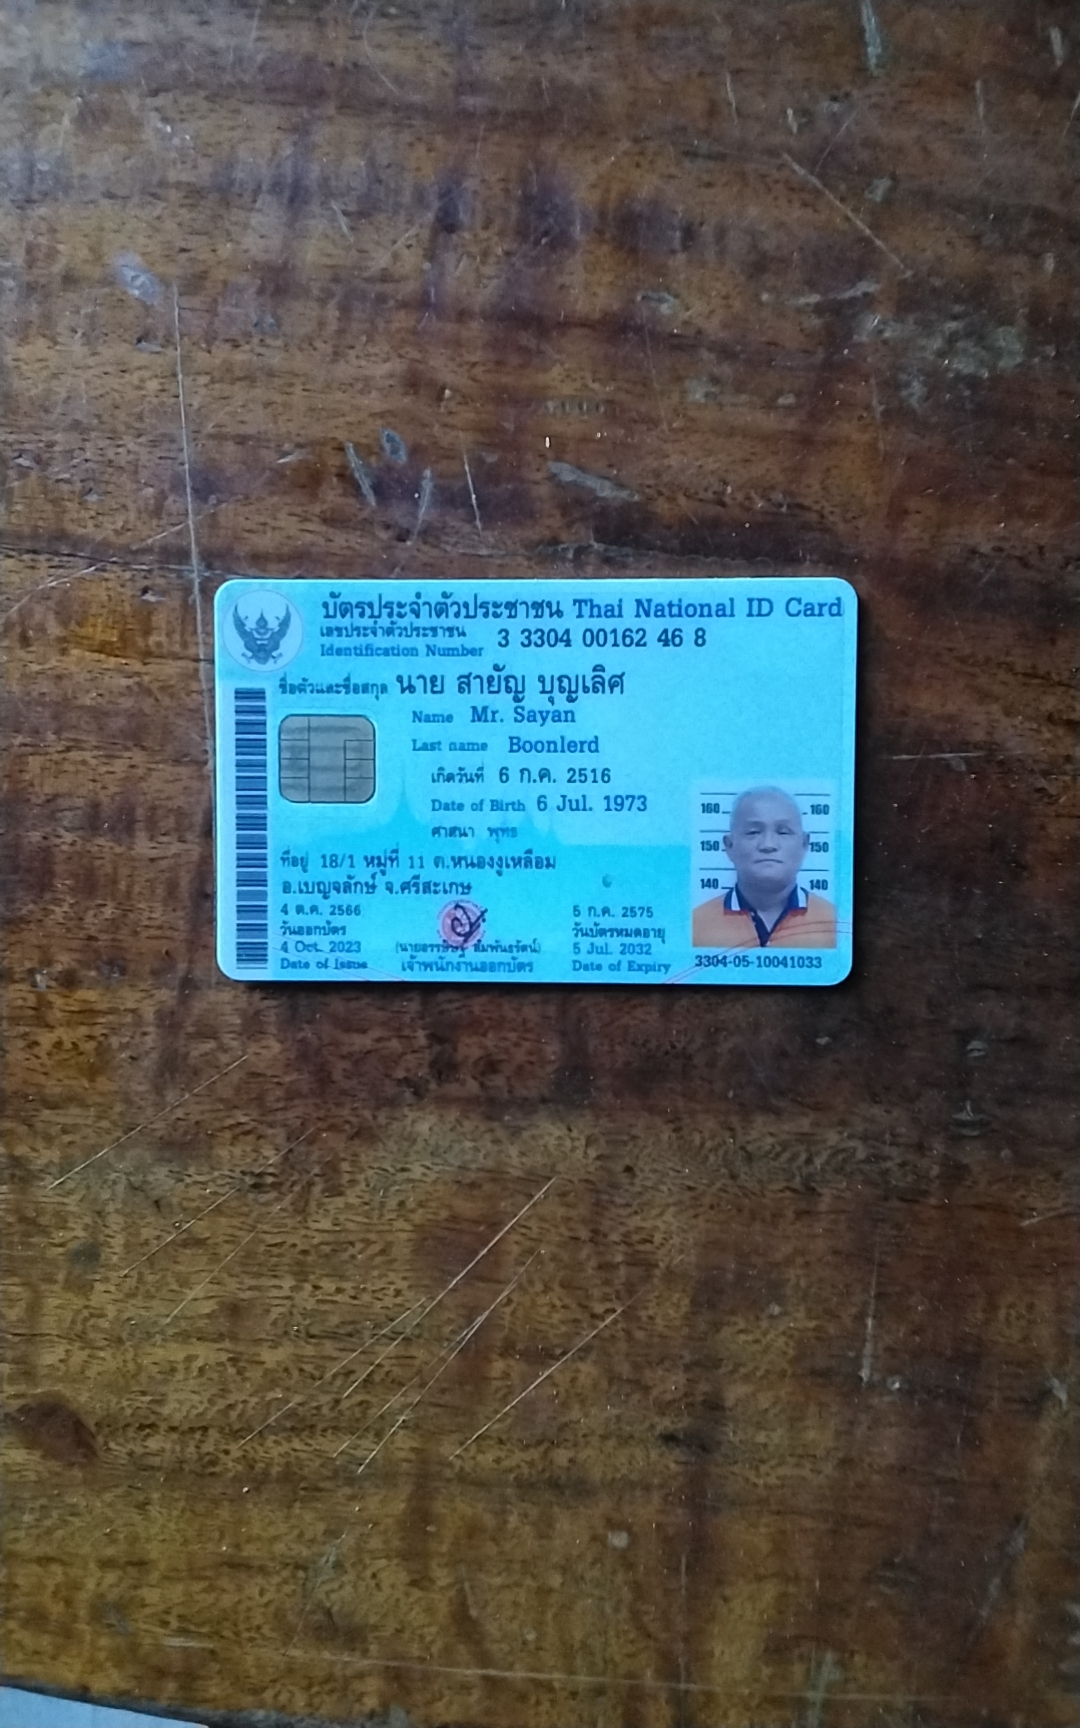 บัตรประจำตัวประชาชน Thai National ID Card
เลขประจำตัวประชาชน
Identification Number 3 3304 00162 46 8
ชื่อตัวและชื่อสกุล นาย สายัญ บุญเลิศ
Name Mr. Sayan
Last name Boonlerd
เกิดวันที่ 6 ก.ค. 2516
Date of Birth 6 Jul. 1973
ศาสนา พุทธ
ที่อยู่ 18/1 หมู่ที่ 11 ต.หนองงูเหลือม
อ.เบญจลักษ์ จ.ศรีสะเกษ
4 ต.ค. 2566
วันออกบัตร
4 Oct. 2023
Date of Issue
เจ้าพนักงานออกบัตร
5 ก.ค. 2575
วันบัตรหมดอายุ
5 Jul. 2032
Date of Expiry
160 160
150 150
140 140
3304-05-10041033